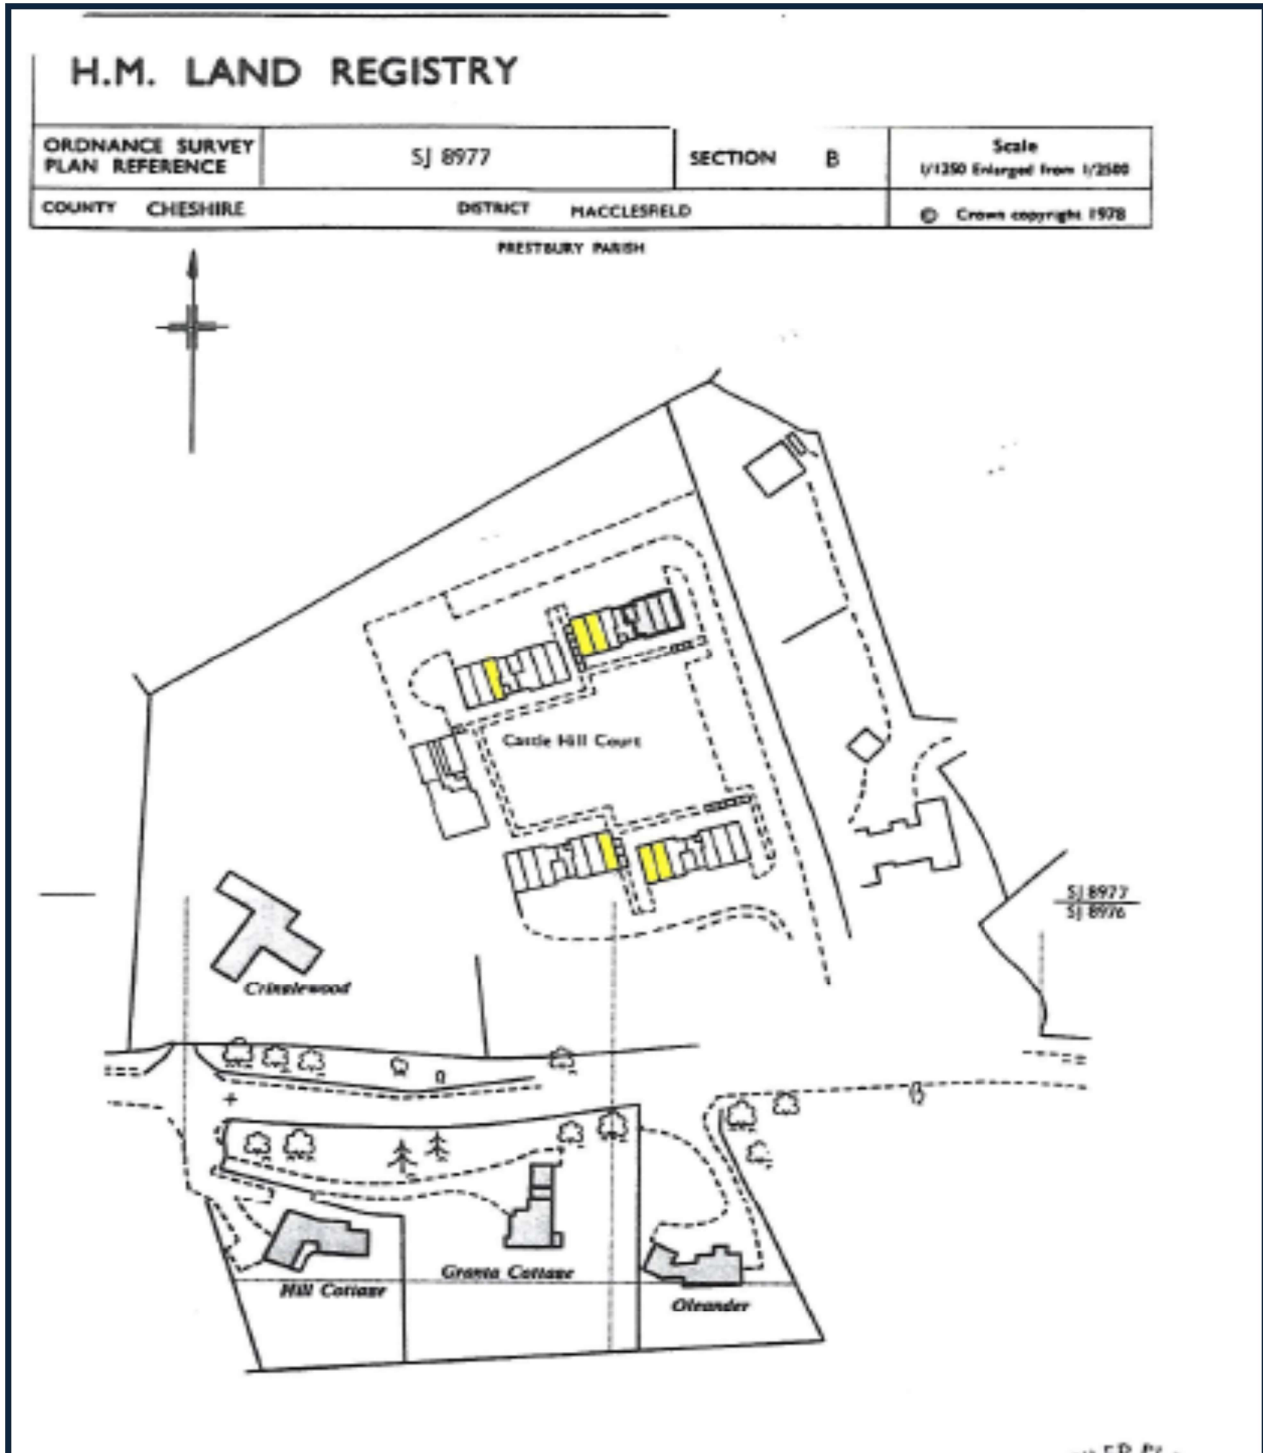 H.M. LAND REGISTRY
ORDNANCE SURVEY
PLAN REFERENCE
SJ 8977
SECTION B
Scale
1/1250 Enlarged from 1/2500
COUNTY CHESHIRE
DISTRICT MACCLESFIELD
© Crown copyright 1978
PRESTBURY PARISH
Castle Hill Court
SJ 8977
SJ 8976
Cringlewood
Granta Cottage
Hill Cottage
Oleander